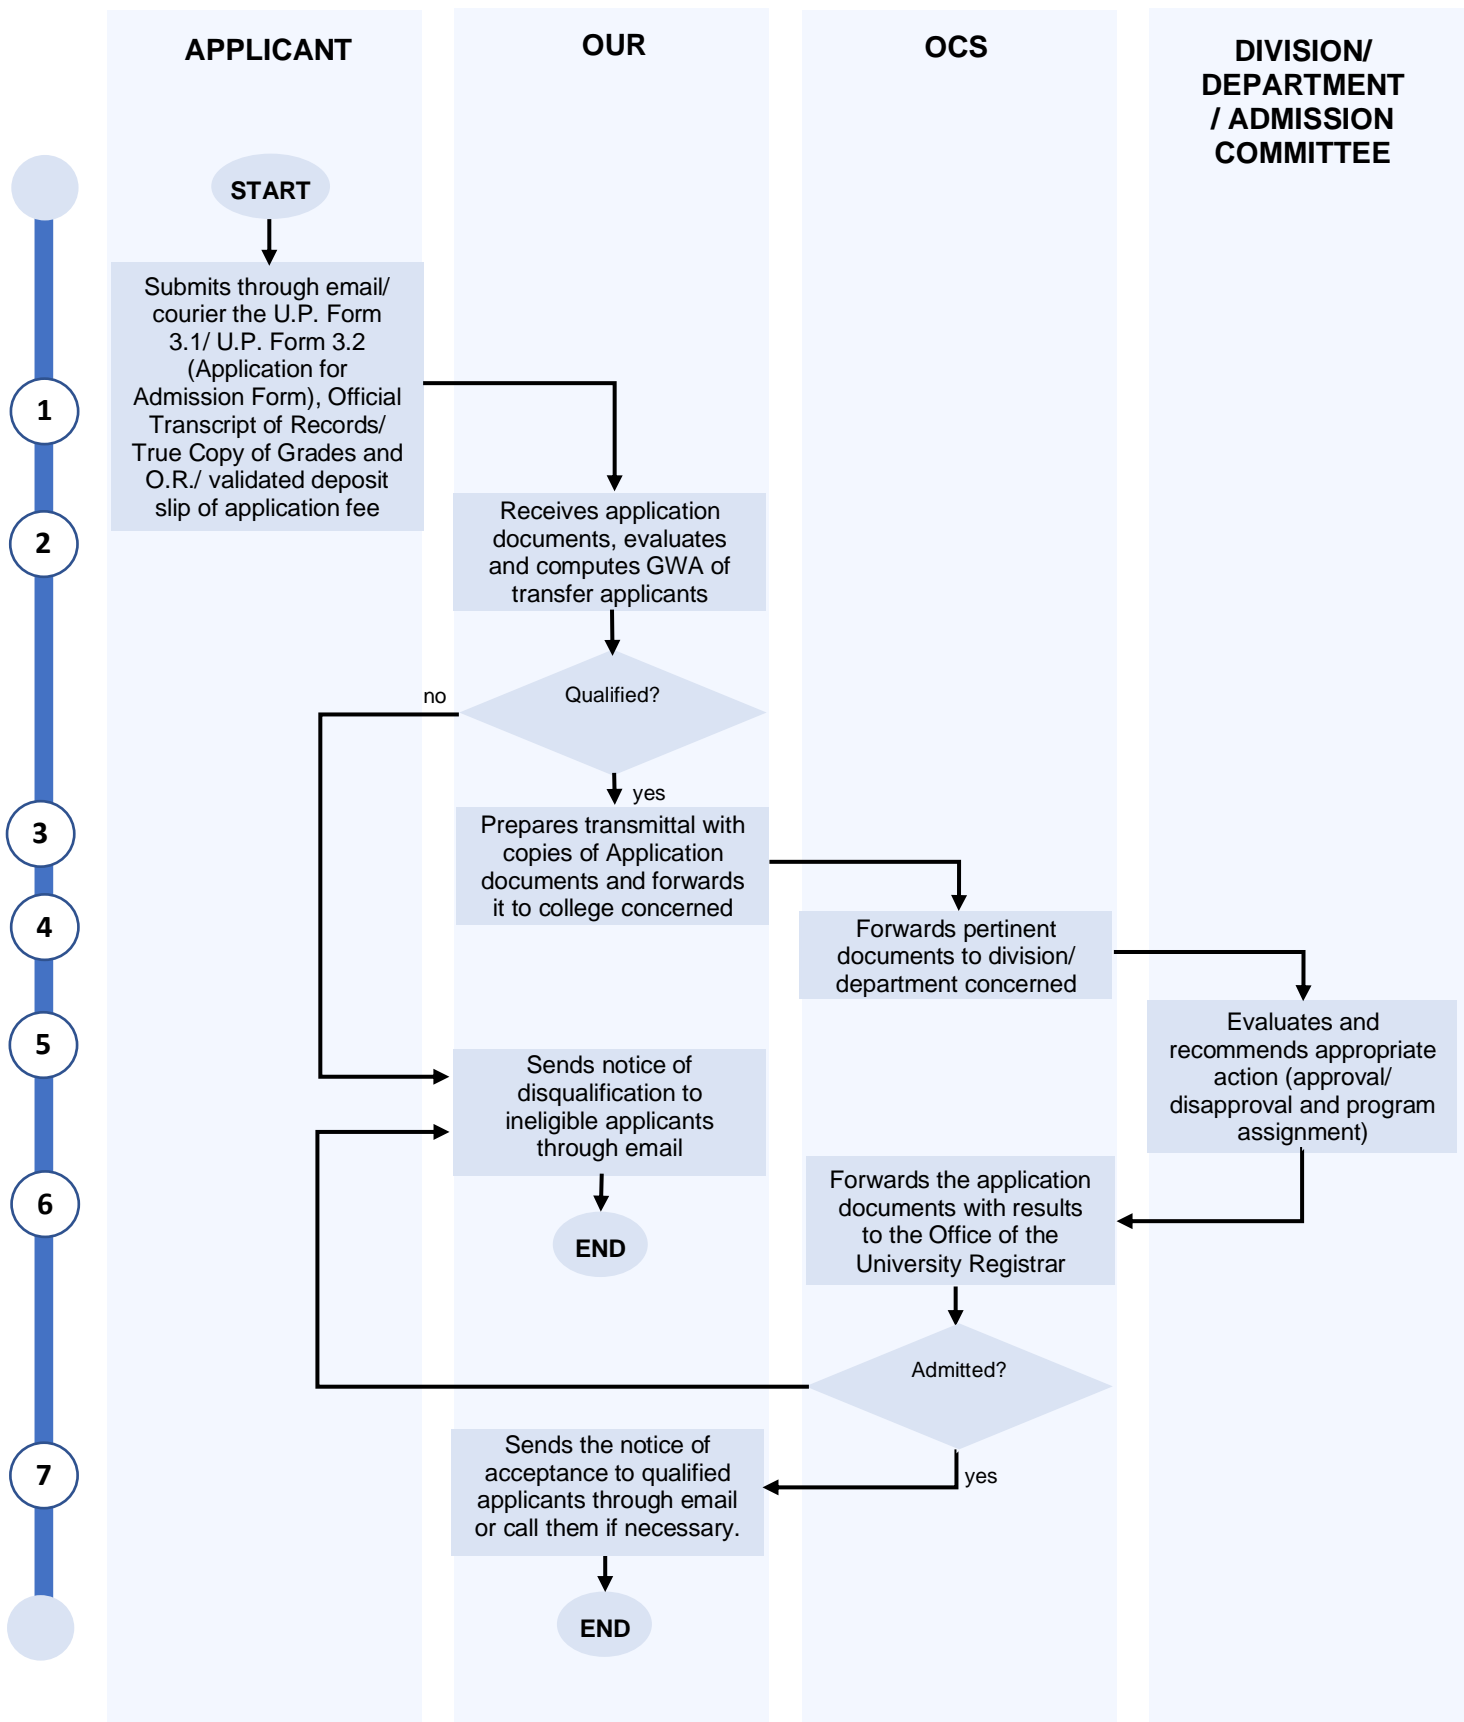 APPLICANT
OUR
OCS
DIVISION/
DEPARTMENT
/ ADMISSION
COMMITTEE
START
Submits through email/
courier the U.P. Form
3.1/ U.P. Form 3.2
(Application for
Admission Form), Official
Transcript of Records/
True Copy of Grades and
O.R./ validated deposit
slip of application fee
1
2
Receives application
documents, evaluates
and computes GWA of
transfer applicants
Qualified?
no
yes
3
Prepares transmittal with
copies of Application
documents and forwards
it to college concerned
4
Forwards pertinent
documents to division/
department concerned
5
Evaluates and
recommends appropriate
action (approval/
disapproval and program
assignment)
Sends notice of
disqualification to
ineligible applicants
through email
END
6
Forwards the application
documents with results
to the Office of the
University Registrar
Admitted?
yes
7
Sends the notice of
acceptance to qualified
applicants through email
or call them if necessary.
END